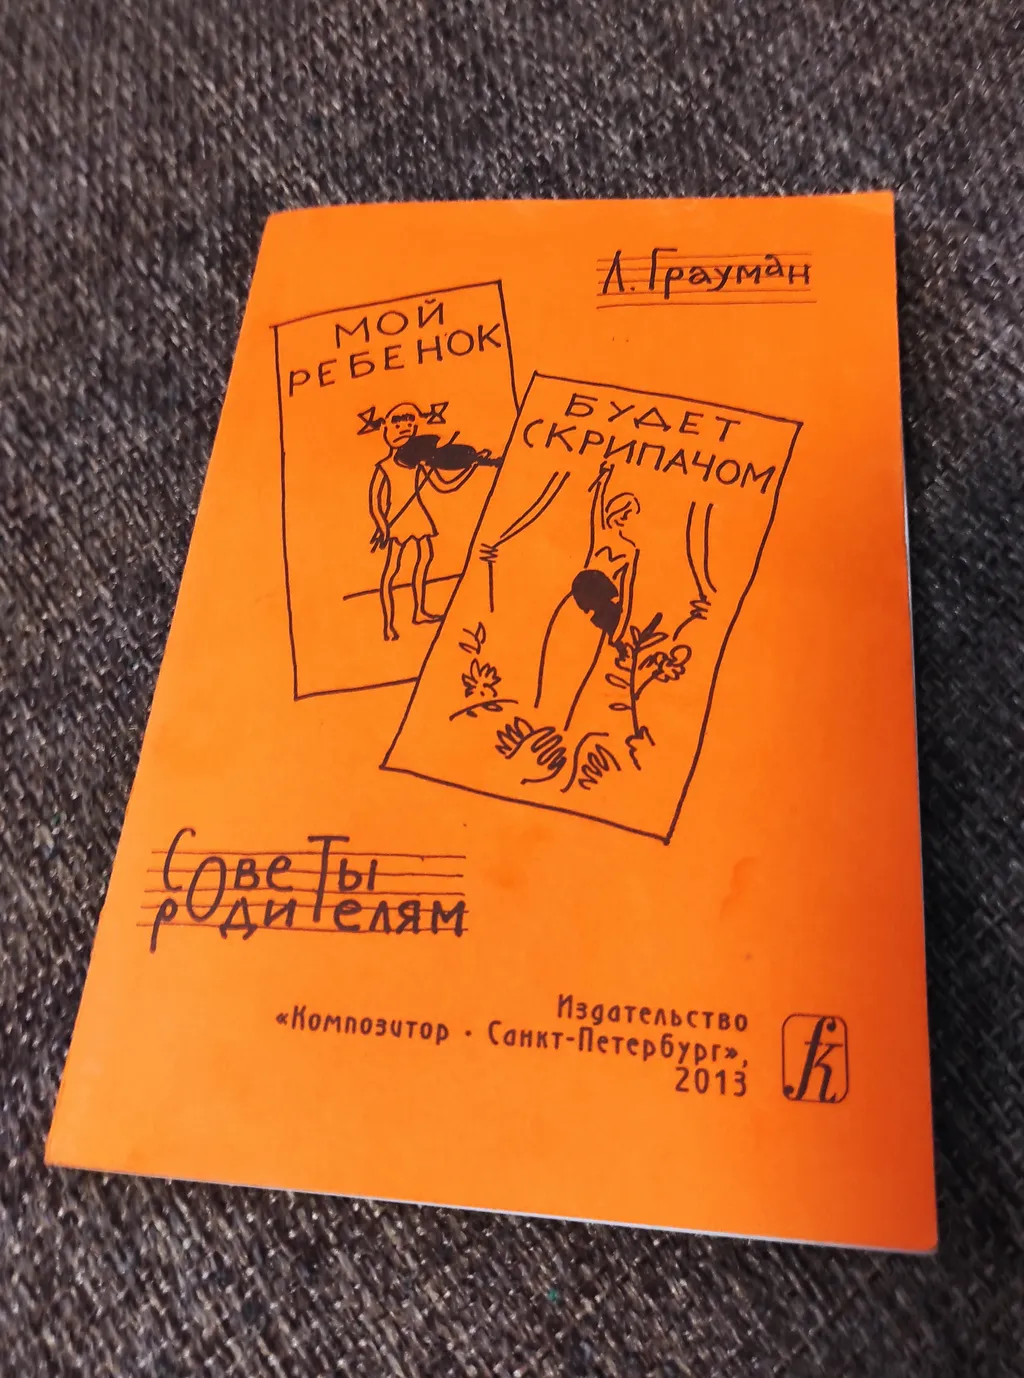 Л. Грауман
МОЙ
РЕБЕНОК
БУДЕТ
СКРИПАЧОМ
Советы
родителям
Издательство
«Композитор • Санкт-Петербург»,
2013